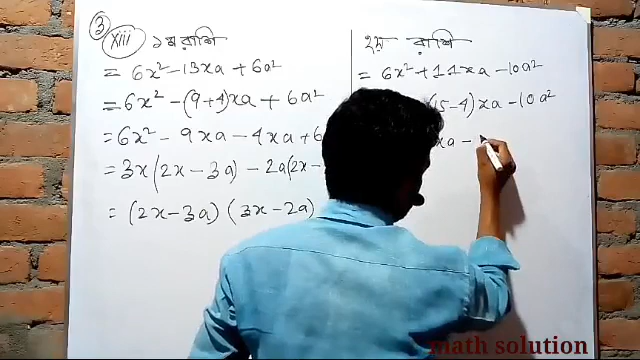 ③ xiii ১ম রাশি
= 6x² - 13xa + 6a²
= 6x² - (9+4)xa + 6a²
= 6x² - 9xa - 4xa + 6
= 3x(2x - 3a) - 2a(2x -
= (2x - 3a) (3x - 2a)
২য় রাশি
= 6x² + 11xa - 10a²
(15 - 4)xa - 10a²
xa -
math solution